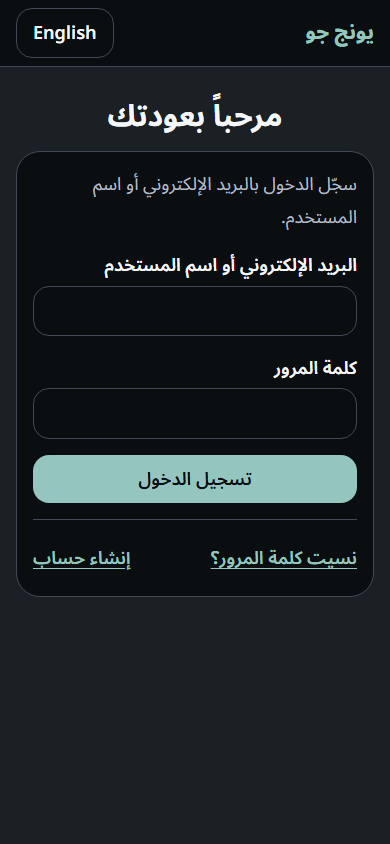 يونج جو
English
مرحباً بعودتك
سجّل الدخول بالبريد الإلكتروني أو اسم
المستخدم.
البريد الإلكتروني أو اسم المستخدم
كلمة المرور
تسجيل الدخول
نسيت كلمة المرور؟
إنشاء حساب